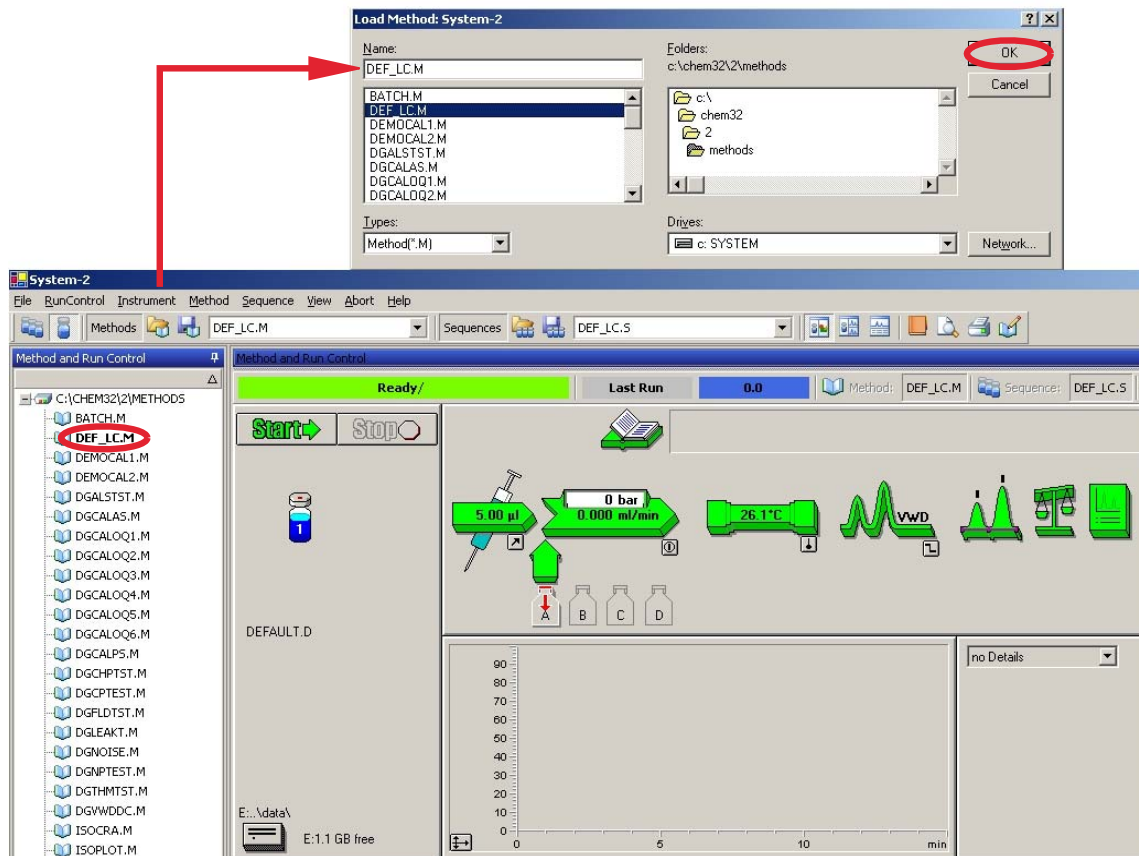 Load Method: System-2
Name:
DEF_LC.M
BATCH.M
DEF_LC.M
DEMOCAL1.M
DEMOCAL2.M
DGALSTST.M
DGCALAS.M
DGCALOQ1.M
DGCALOQ2.M
Types:
Method(*.M)
Folders:
c:\chem32\2\methods
c:\
chem32
2
methods
Drives:
c: SYSTEM
OK
Cancel
Network...
System-2
File RunControl Instrument Method Sequence View Abort Help
Methods DEF_LC.M Sequences DEF_LC.S
Method and Run Control
C:\CHEM32\2\METHODS
BATCH.M
DEF_LC.M
DEMOCAL1.M
DEMOCAL2.M
DGALSTST.M
DGCALAS.M
DGCALOQ1.M
DGCALOQ2.M
DGCALOQ3.M
DGCALOQ4.M
DGCALOQ5.M
DGCALOQ6.M
DGCALPS.M
DGCHPTST.M
DGCPTEST.M
DGFLDTST.M
DGLEAKT.M
DGNOISE.M
DGNPTEST.M
DGTHMTST.M
DGVWDDC.M
ISOCRA.M
ISOPLOT.M
Method and Run Control
Ready/ Last Run 0.0 Method: DEF_LC.M Sequence: DEF_LC.S
Start Stop
1
DEFAULT.D
E:..\data\
E:1.1 GB free
5.00 µl
0 bar
0.000 ml/min
26.1°C
VWD
A B C D
90
80
70
60
50
40
30
20
10
0
0 5 10 min
no Details